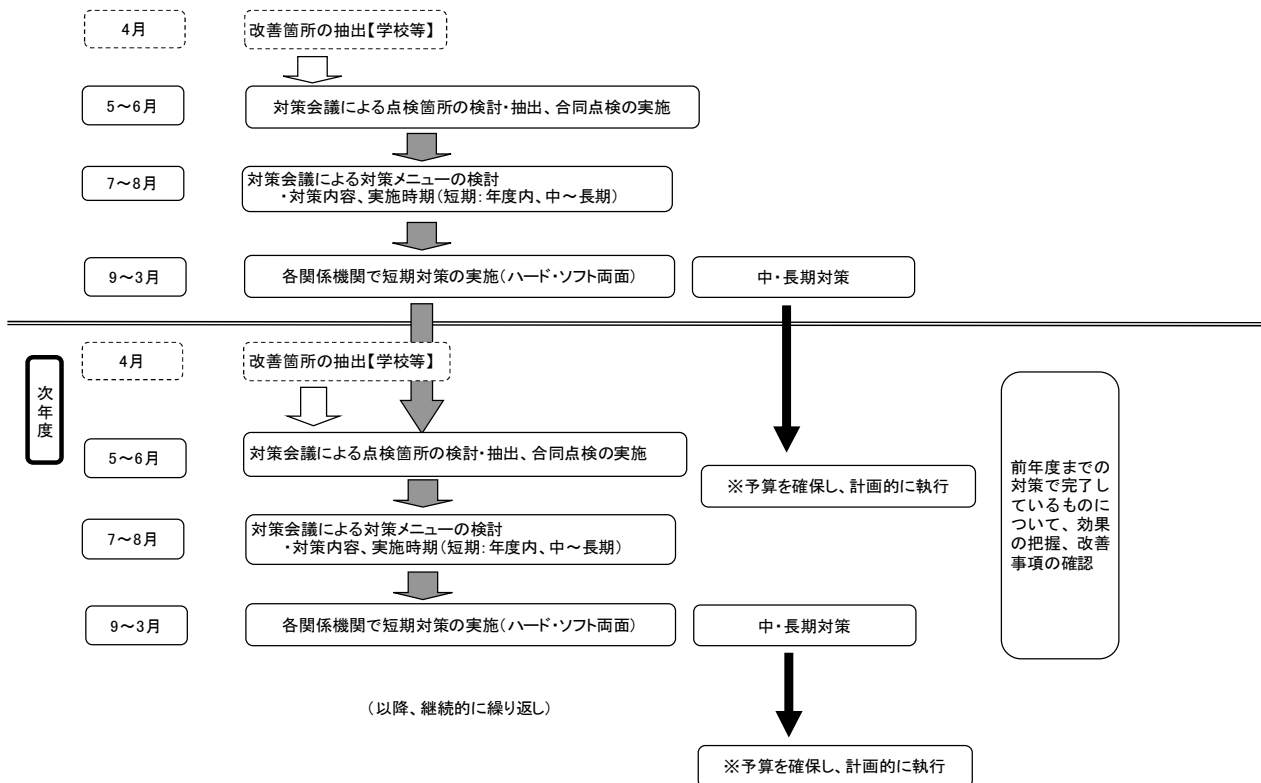 4月
改善箇所の抽出【学校等】
5～6月
対策会議による点検箇所の検討・抽出、合同点検の実施
7～8月
対策会議による対策メニューの検討
・対策内容、実施時期(短期：年度内、中～長期)
9～3月
各関係機関で短期対策の実施(ハード・ソフト両面)
中・長期対策
次年度
4月
改善箇所の抽出【学校等】
5～6月
対策会議による点検箇所の検討・抽出、合同点検の実施
※予算を確保し、計画的に執行
7～8月
対策会議による対策メニューの検討
・対策内容、実施時期(短期：年度内、中～長期)
9～3月
各関係機関で短期対策の実施(ハード・ソフト両面)
中・長期対策
前年度までの
対策で完了し
ているものに
ついて、効果
の把握、改善
事項の確認
(以降、継続的に繰り返し)
※予算を確保し、計画的に執行